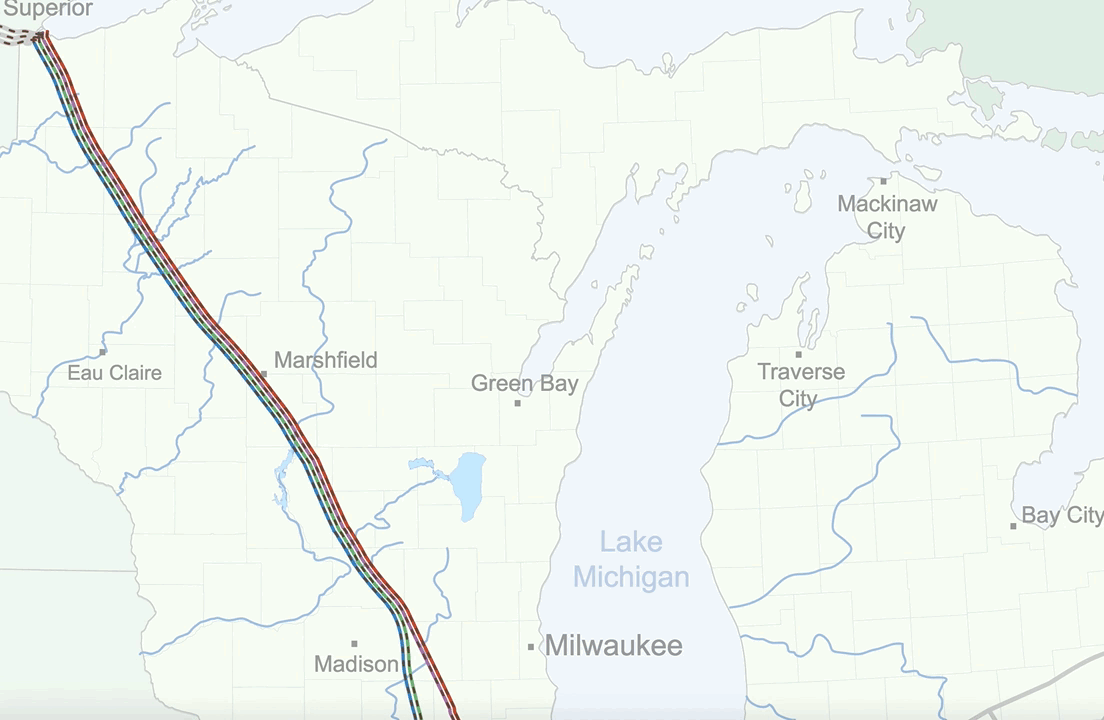 Superior
Mackinaw
City
Marshfield
Eau Claire
Green Bay
Traverse
City
Bay City
Lake
Michigan
Milwaukee
Madison